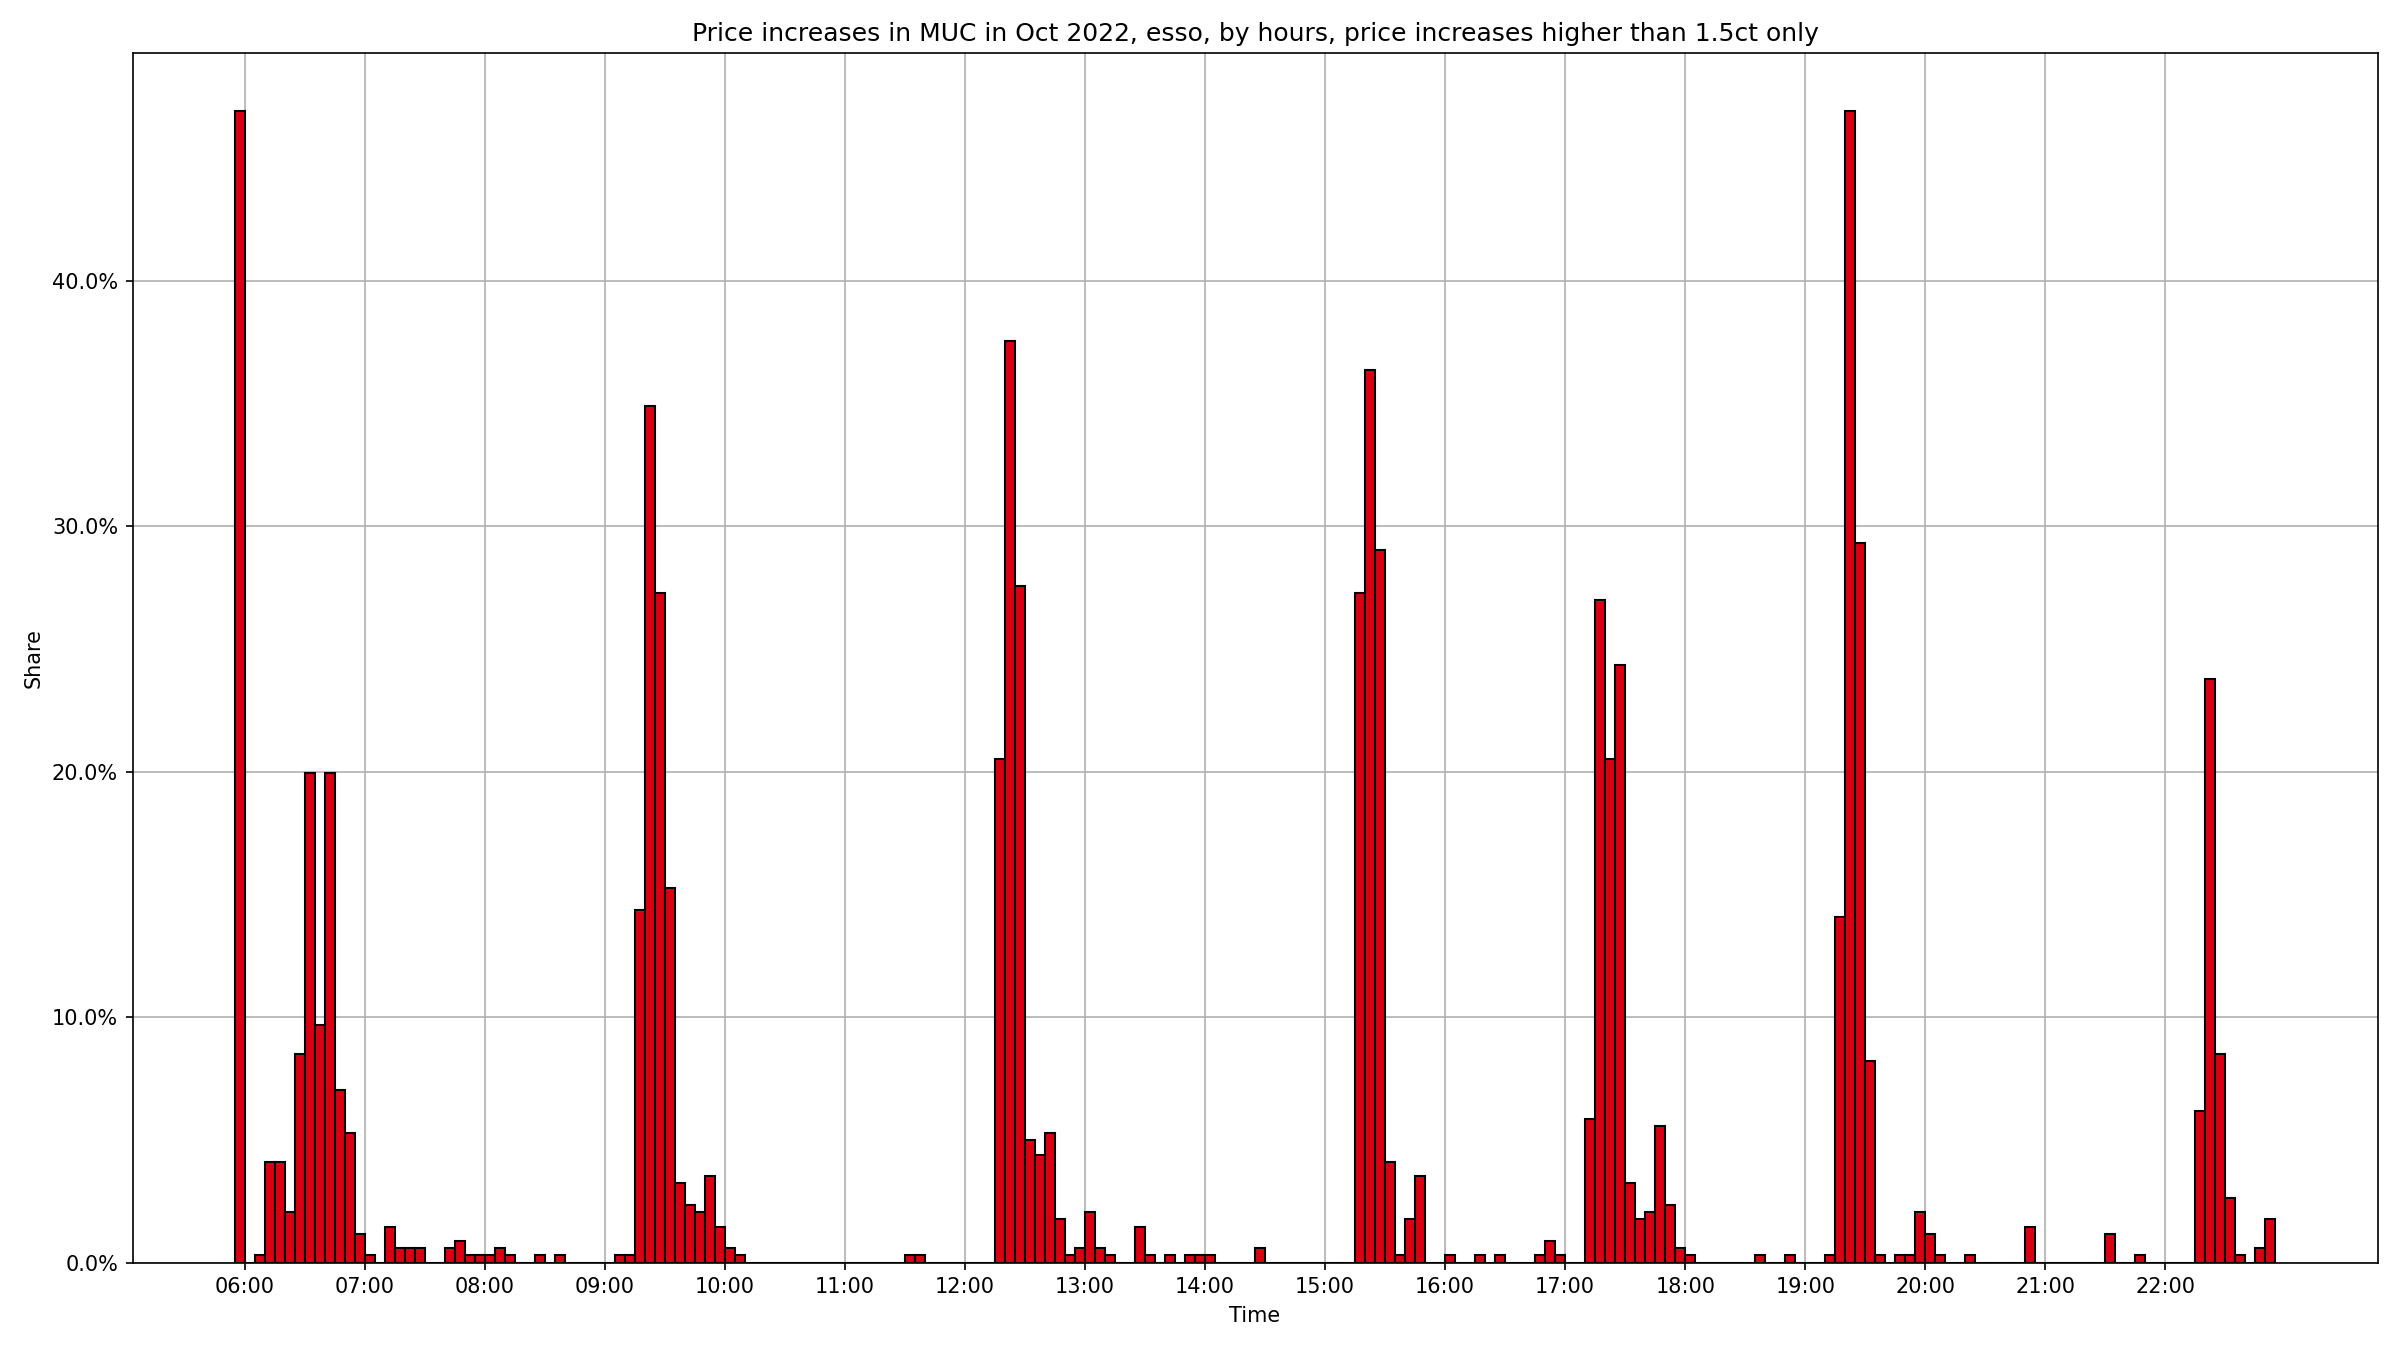 Price increases in MUC in Oct 2022, esso, by hours, price increases higher than 1.5ct only
Share
40.0%
30.0%
20.0%
10.0%
0.0%
06:00 07:00 08:00 09:00 10:00 11:00 12:00 13:00 14:00 15:00 16:00 17:00 18:00 19:00 20:00 21:00 22:00
Time